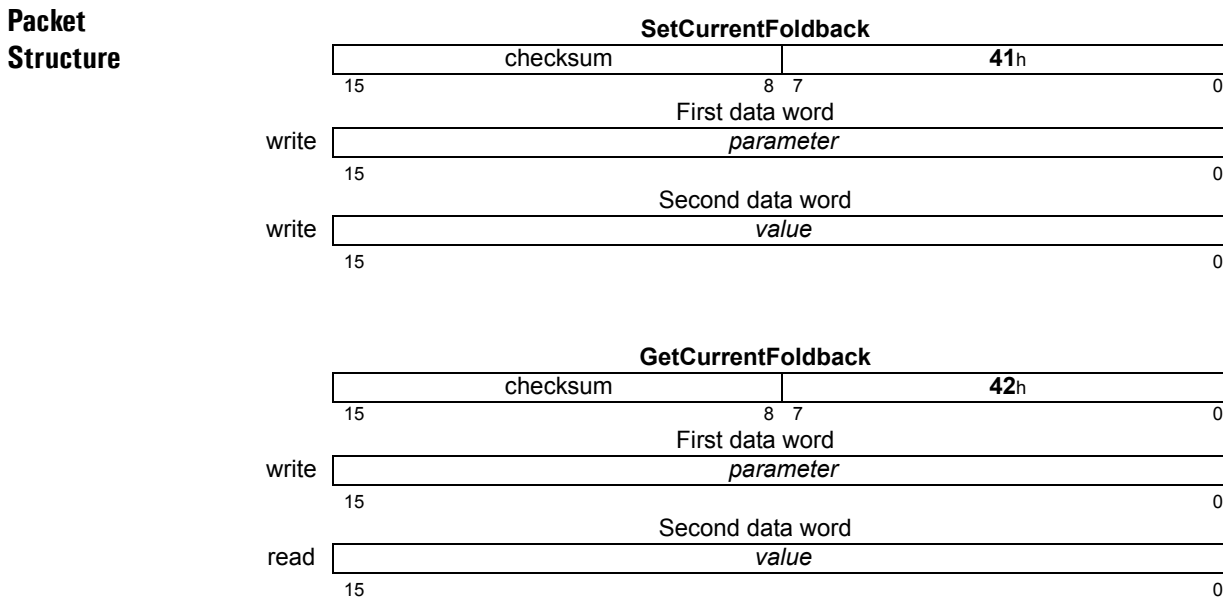 Packet
Structure
SetCurrentFoldback
checksum 41h
15 8 7 0
First data word
write parameter
15 0
Second data word
write value
15 0
GetCurrentFoldback
checksum 42h
15 8 7 0
First data word
write parameter
15 0
Second data word
read value
15 0